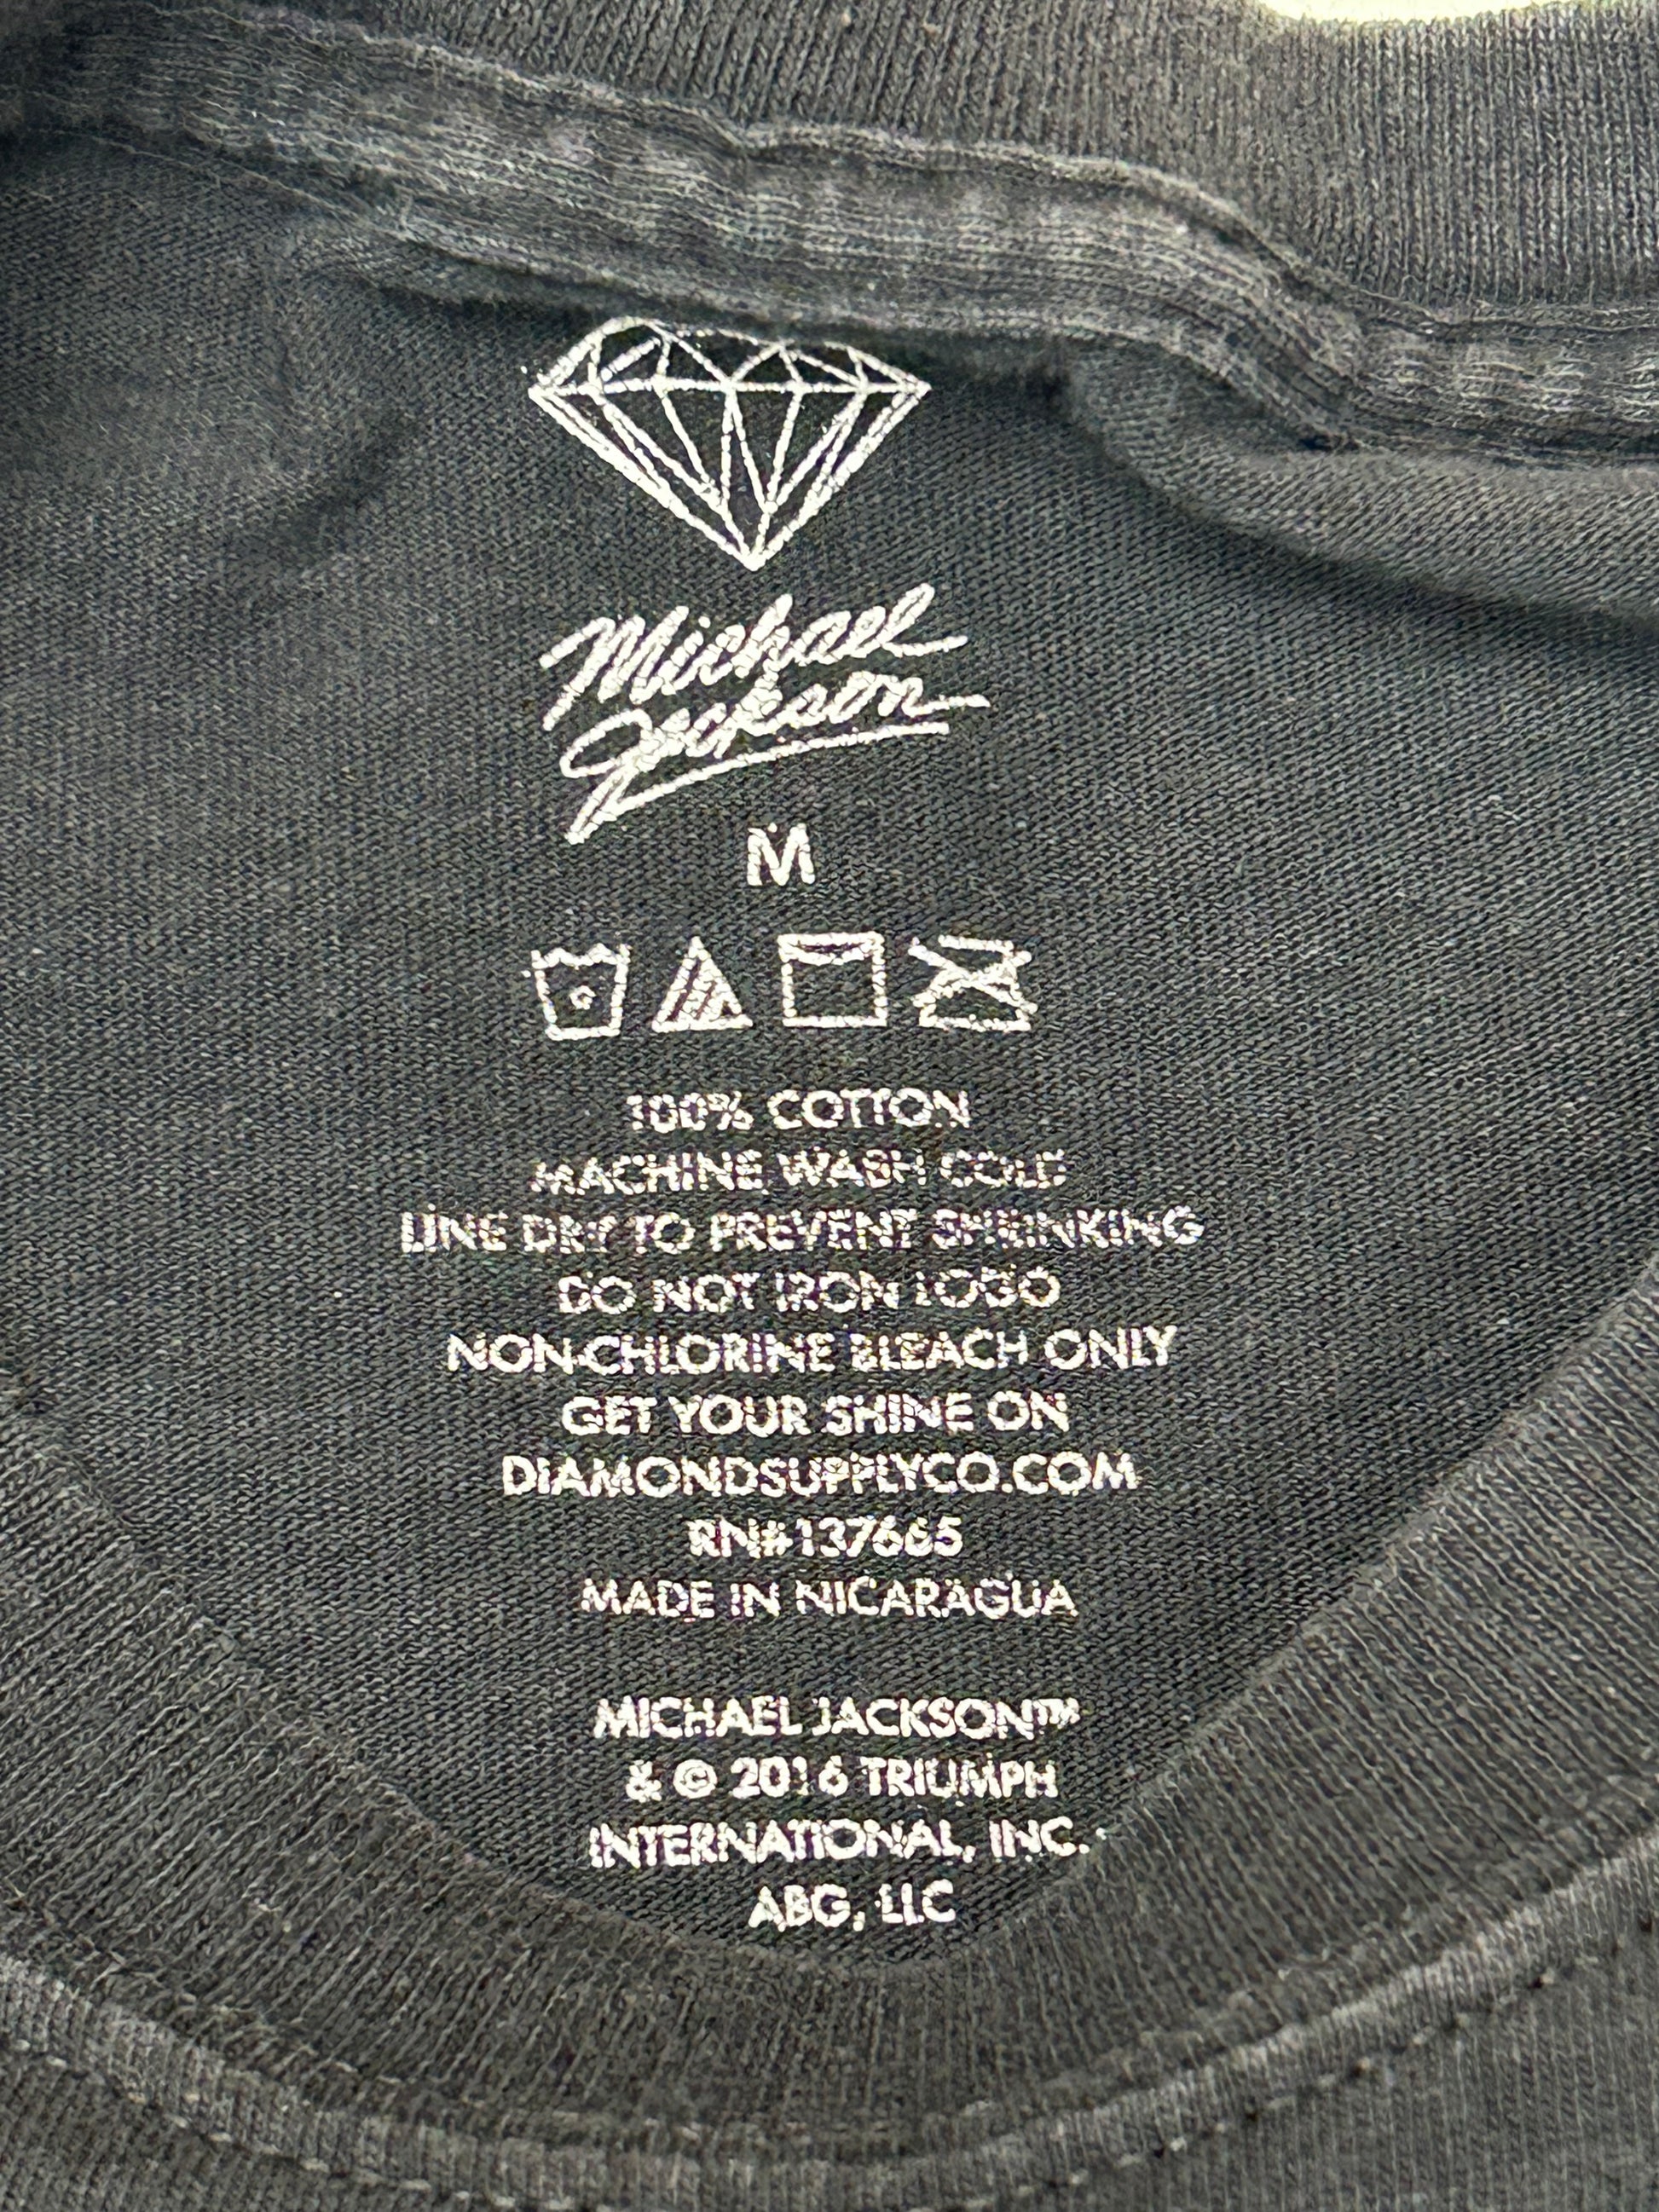 Michael
Jackson
M
100% COTTON
MACHINE WASH COLD
LINE DRY TO PREVENT SHRINKING
DO NOT IRON LOGO
NON-CHLORINE BLEACH ONLY
GET YOUR SHINE ON
DIAMONDSUPPLYCO.COM
RN#137665
MADE IN NICARAGUA
MICHAEL JACKSON™
& © 2016 TRIUMPH
INTERNATIONAL, INC.
ABG, LLC